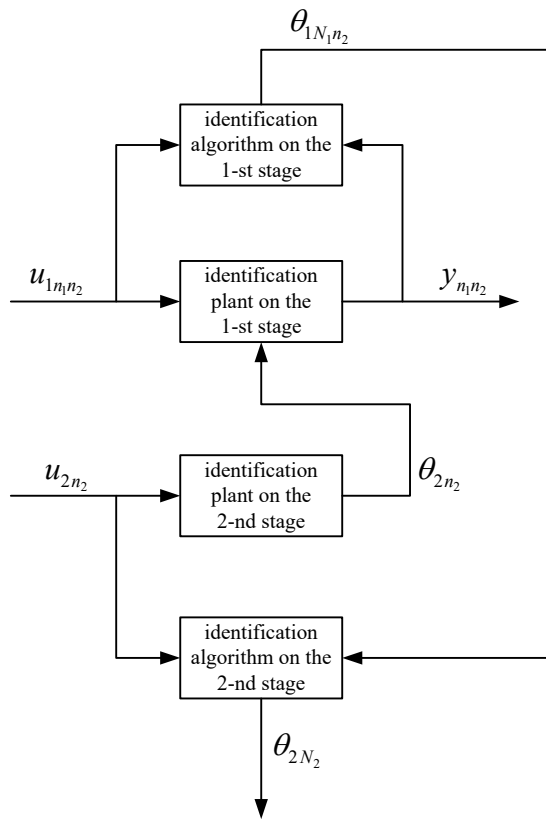 θ₁N₁n₂
identification
algorithm on the
1-st stage
u₁n₁n₂
identification
plant on the
1-st stage
yn₁n₂
u₂n₂
identification
plant on the
2-nd stage
θ₂n₂
identification
algorithm on the
2-nd stage
θ₂N₂